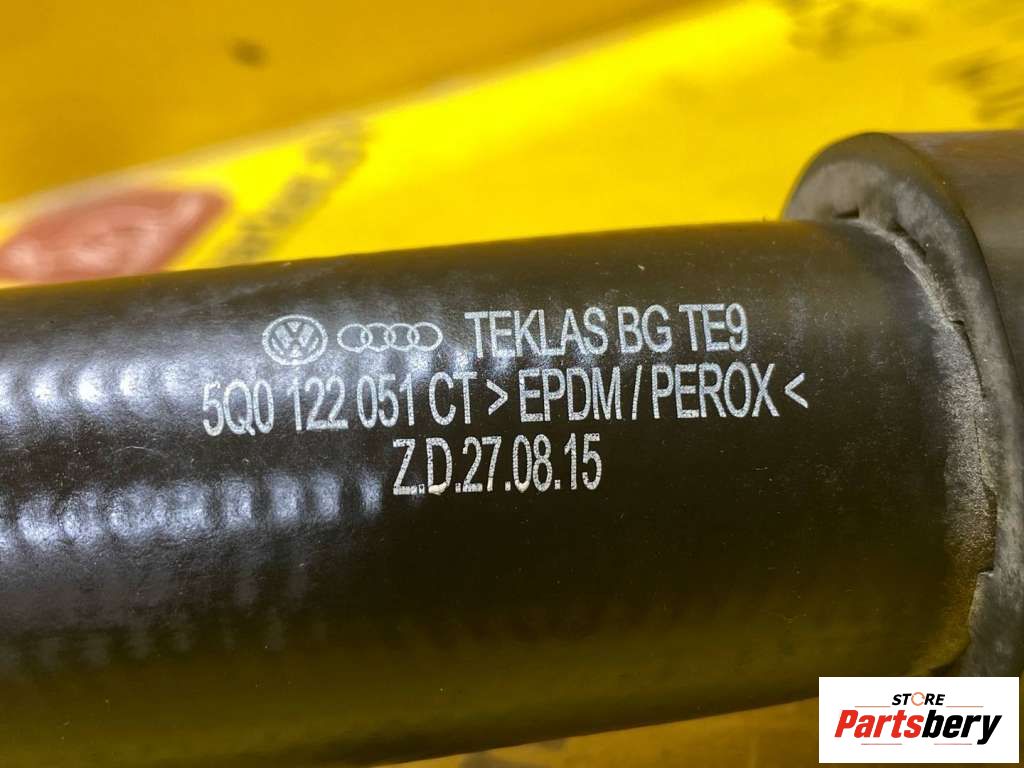 TEKLAS BG TE9
5Q0 122 051 CT > EPDM / PEROX <
Z.D.27.08.15
STORE
Partsbery